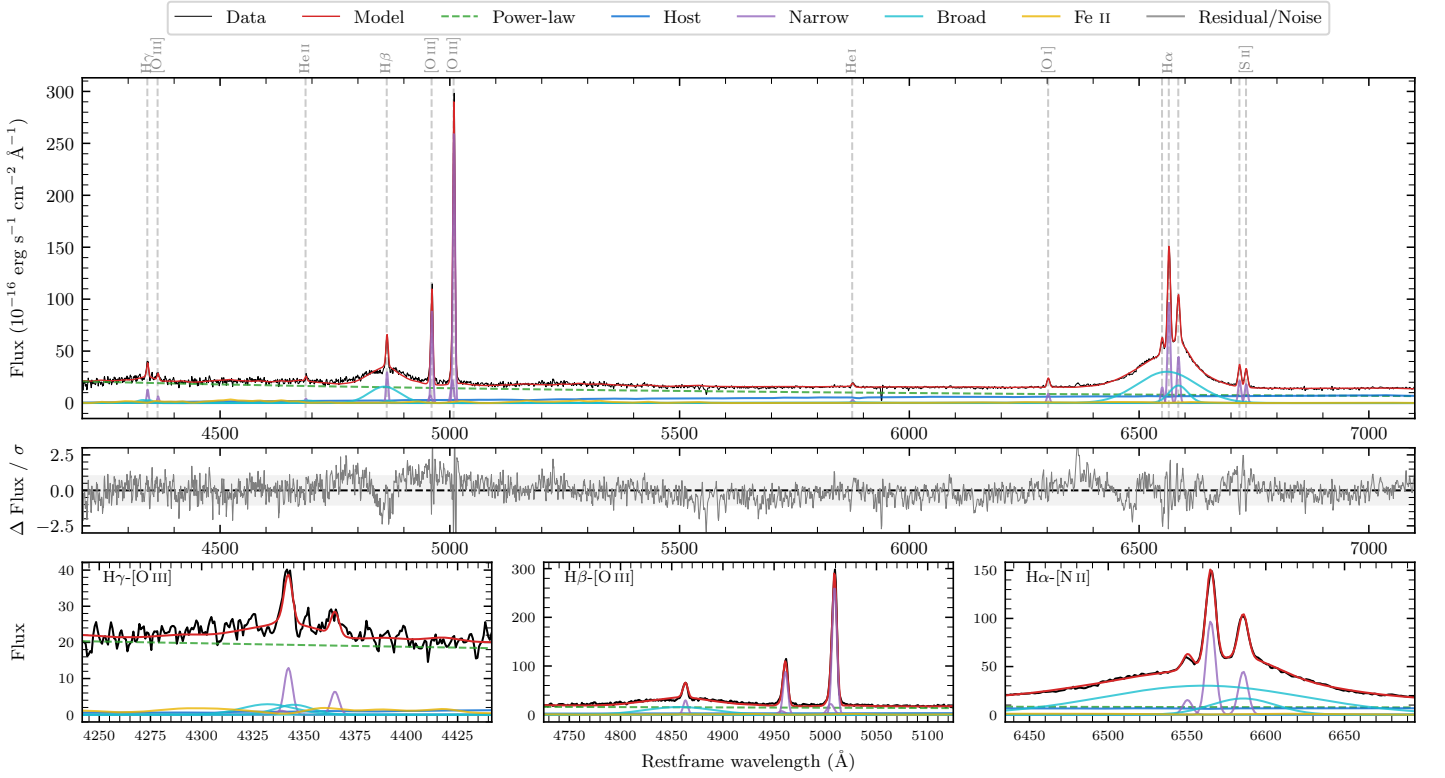 Data Model Power-law Host Narrow Broad Fe II Residual/Noise
Hγ [O III] He II Hβ [O III] [O III] He I [O I] Hα [S II]
Flux (10⁻¹⁶ erg s⁻¹ cm⁻² Å⁻¹)
300
250
200
150
100
50
0
4500 5000 5500 6000 6500 7000
Δ Flux / σ
2.5
0.0
−2.5
4500 5000 5500 6000 6500 7000
Flux
Hγ-[O III]
40
30
20
10
0
4250 4275 4300 4325 4350 4375 4400 4425
Hβ-[O III]
300
200
100
0
4750 4800 4850 4900 4950 5000 5050 5100
Hα-[N II]
150
100
50
0
6450 6500 6550 6600 6650
Restframe wavelength (Å)